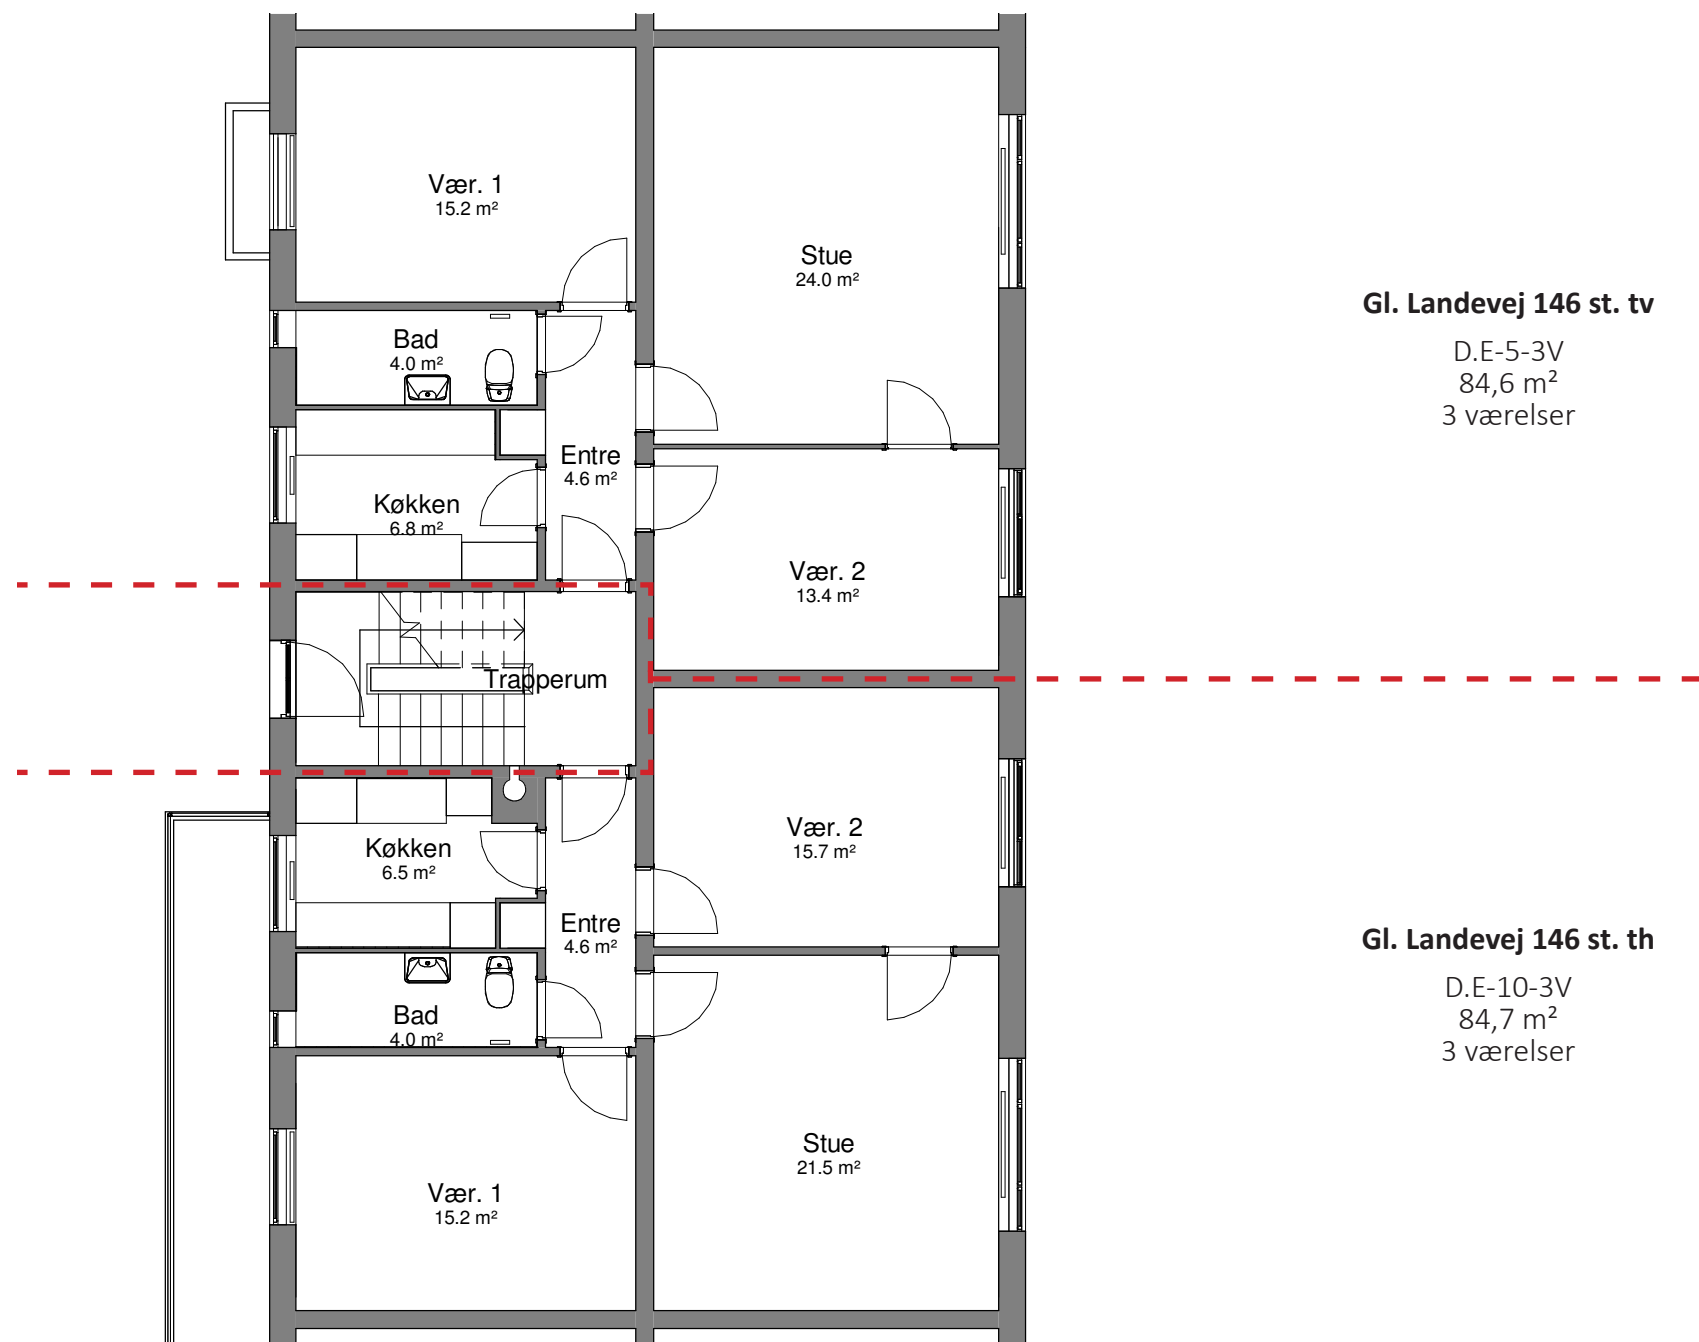 Vær. 1
15.2 m²
Stue
24.0 m²
Bad
4.0 m²
Entre
4.6 m²
Køkken
6.8 m²
Vær. 2
13.4 m²
Gl. Landevej 146 st. tv
D.E-5-3V
84,6 m²
3 værelser
Trapperum
Køkken
6.5 m²
Vær. 2
15.7 m²
Entre
4.6 m²
Bad
4.0 m²
Stue
21.5 m²
Vær. 1
15.2 m²
Gl. Landevej 146 st. th
D.E-10-3V
84,7 m²
3 værelser